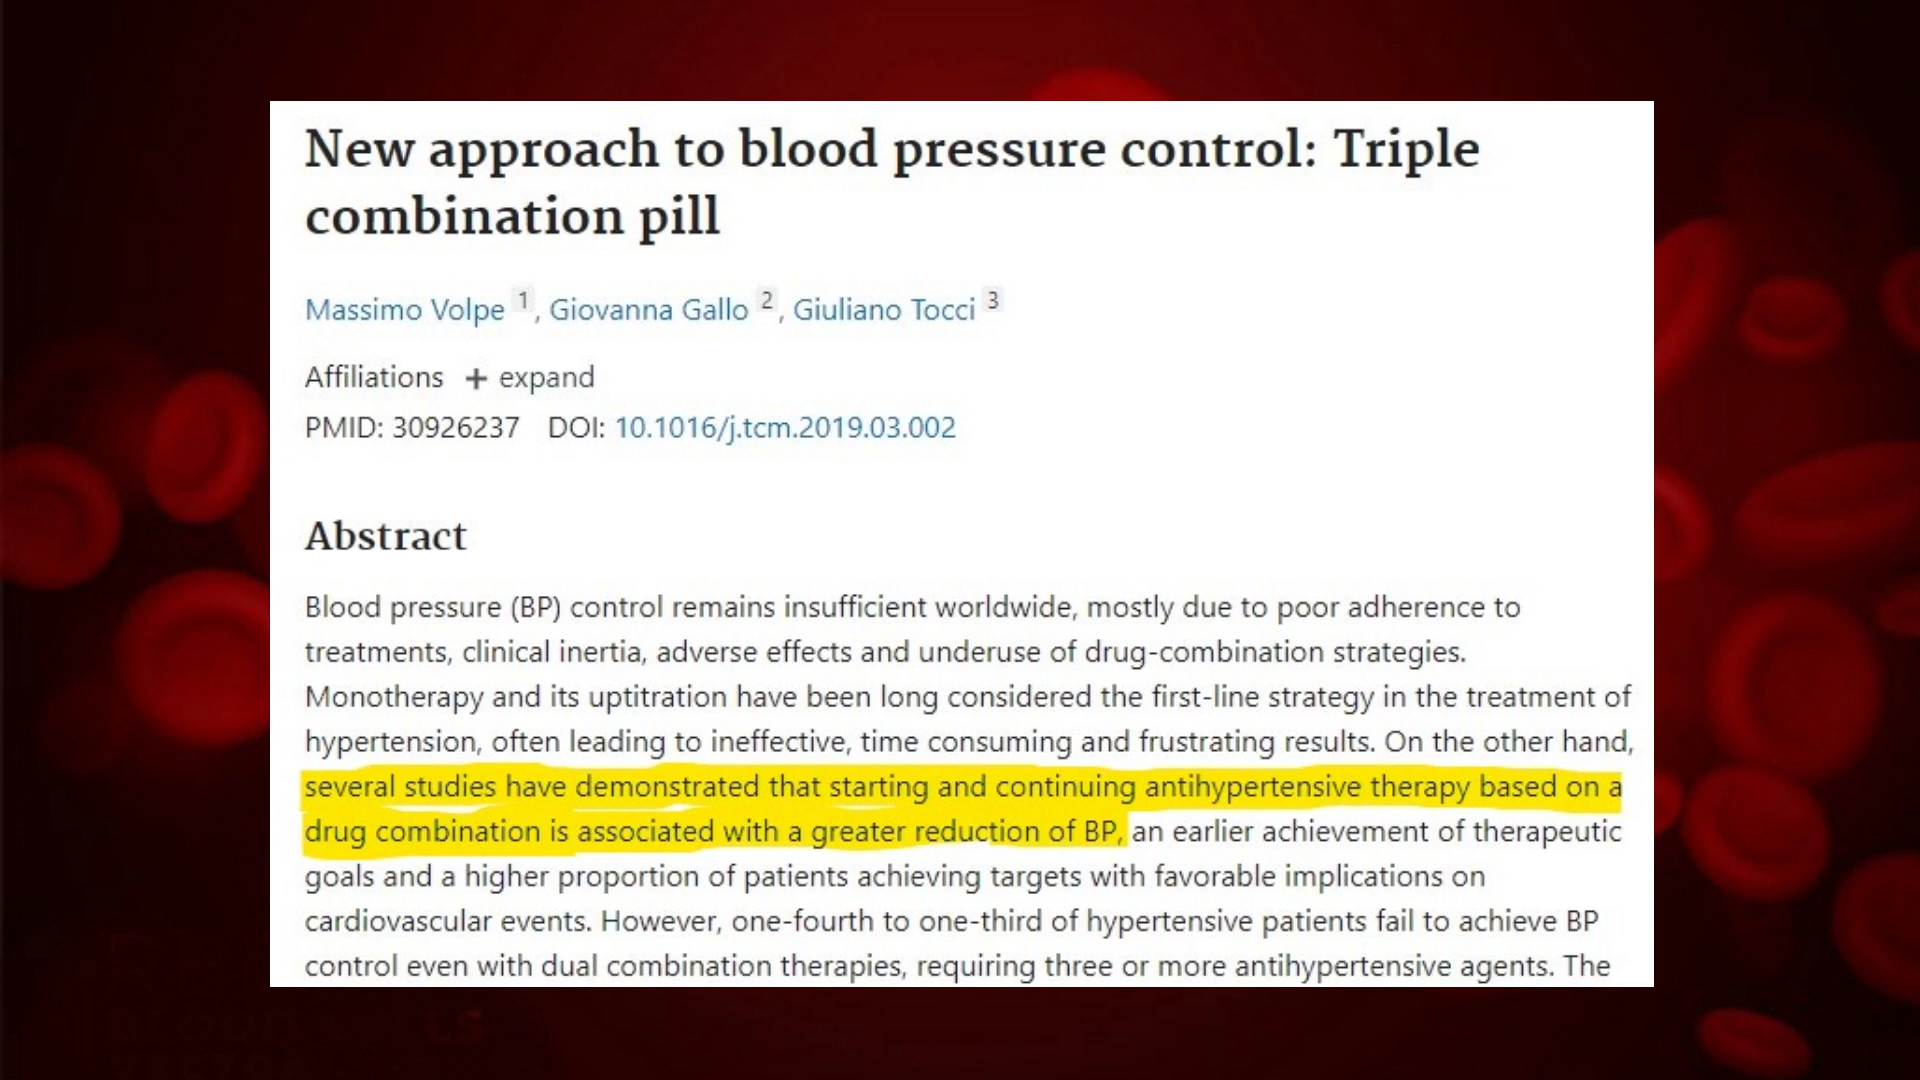 New approach to blood pressure control: Triple
combination pill
Massimo Volpe 1, Giovanna Gallo 2, Giuliano Tocci 3
Affiliations + expand
PMID: 30926237 DOI: 10.1016/j.tcm.2019.03.002
Abstract
Blood pressure (BP) control remains insufficient worldwide, mostly due to poor adherence to
treatments, clinical inertia, adverse effects and underuse of drug-combination strategies.
Monotherapy and its uptitration have been long considered the first-line strategy in the treatment of
hypertension, often leading to ineffective, time consuming and frustrating results. On the other hand,
several studies have demonstrated that starting and continuing antihypertensive therapy based on a
drug combination is associated with a greater reduction of BP, an earlier achievement of therapeutic
goals and a higher proportion of patients achieving targets with favorable implications on
cardiovascular events. However, one-fourth to one-third of hypertensive patients fail to achieve BP
control even with dual combination therapies, requiring three or more antihypertensive agents. The